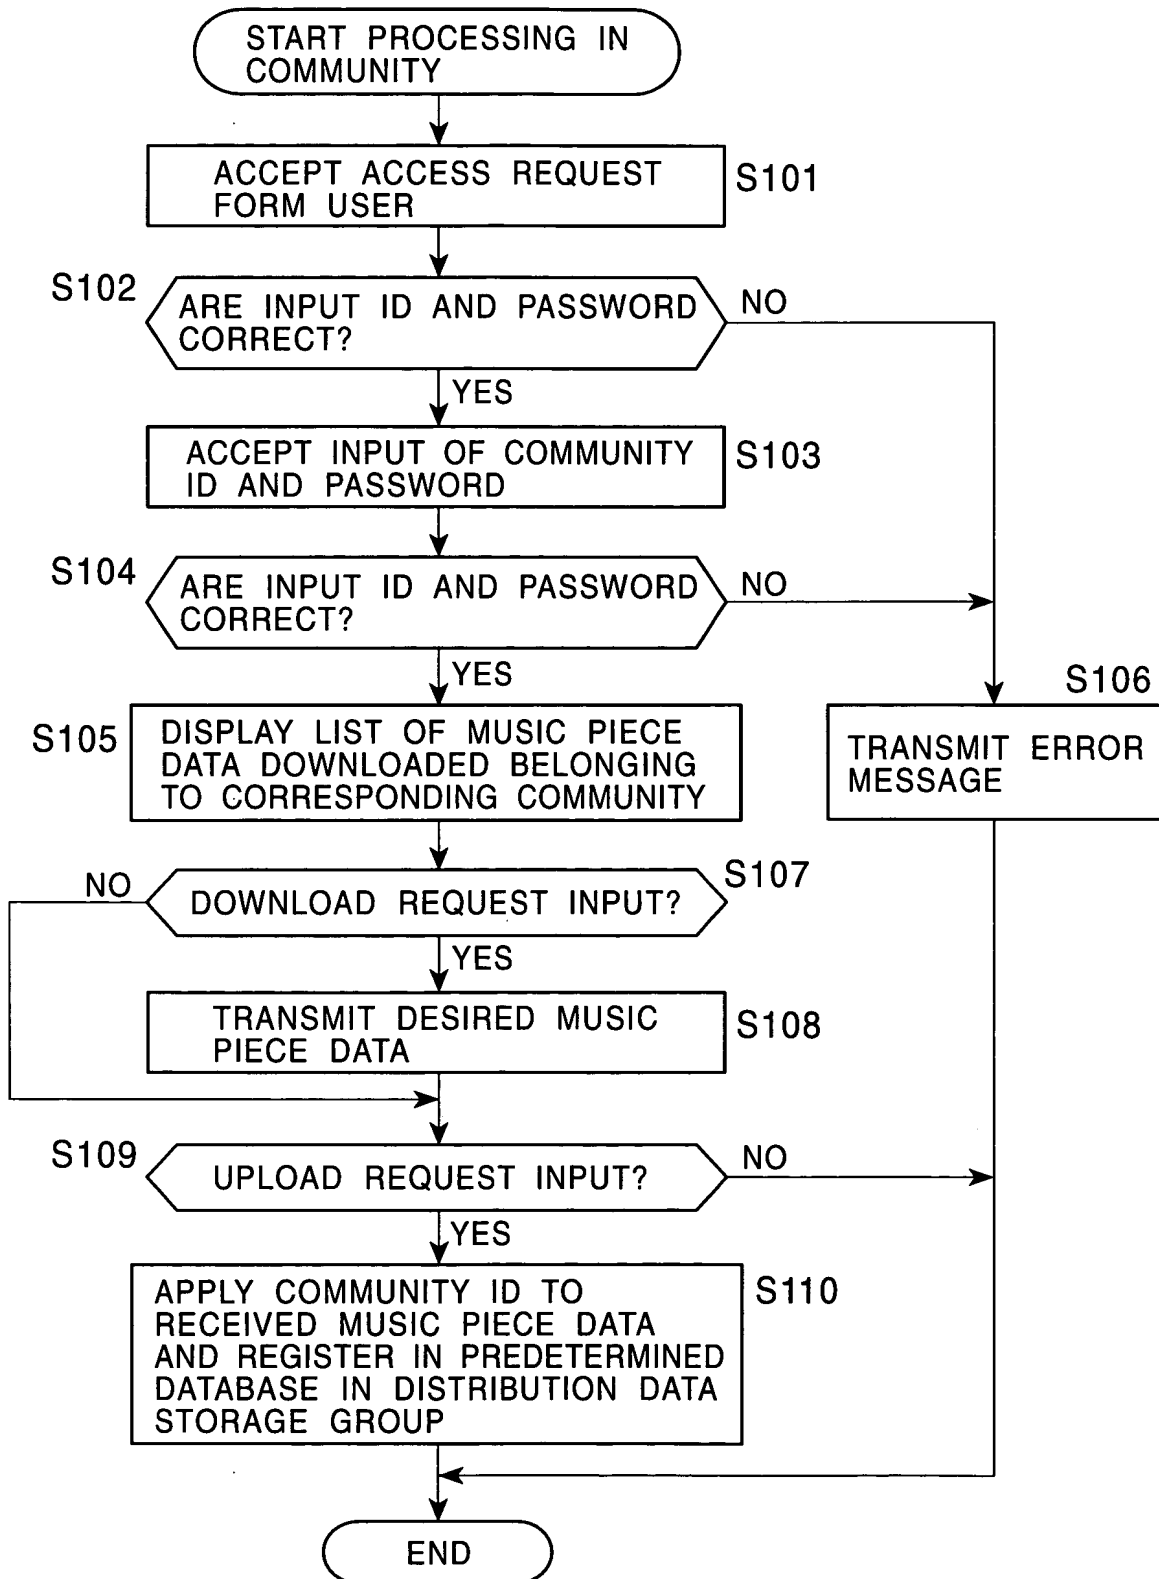 START PROCESSING IN
COMMUNITY
ACCEPT ACCESS REQUEST
FORM USER
S101
S102
ARE INPUT ID AND PASSWORD
CORRECT?
NO
YES
ACCEPT INPUT OF COMMUNITY
ID AND PASSWORD
S103
S104
ARE INPUT ID AND PASSWORD
CORRECT?
NO
YES
S105
DISPLAY LIST OF MUSIC PIECE
DATA DOWNLOADED BELONGING
TO CORRESPONDING COMMUNITY
S106
TRANSMIT ERROR
MESSAGE
S107
NO
DOWNLOAD REQUEST INPUT?
YES
TRANSMIT DESIRED MUSIC
PIECE DATA
S108
S109
UPLOAD REQUEST INPUT?
NO
YES
APPLY COMMUNITY ID TO
RECEIVED MUSIC PIECE DATA
AND REGISTER IN PREDETERMINED
DATABASE IN DISTRIBUTION DATA
STORAGE GROUP
S110
END